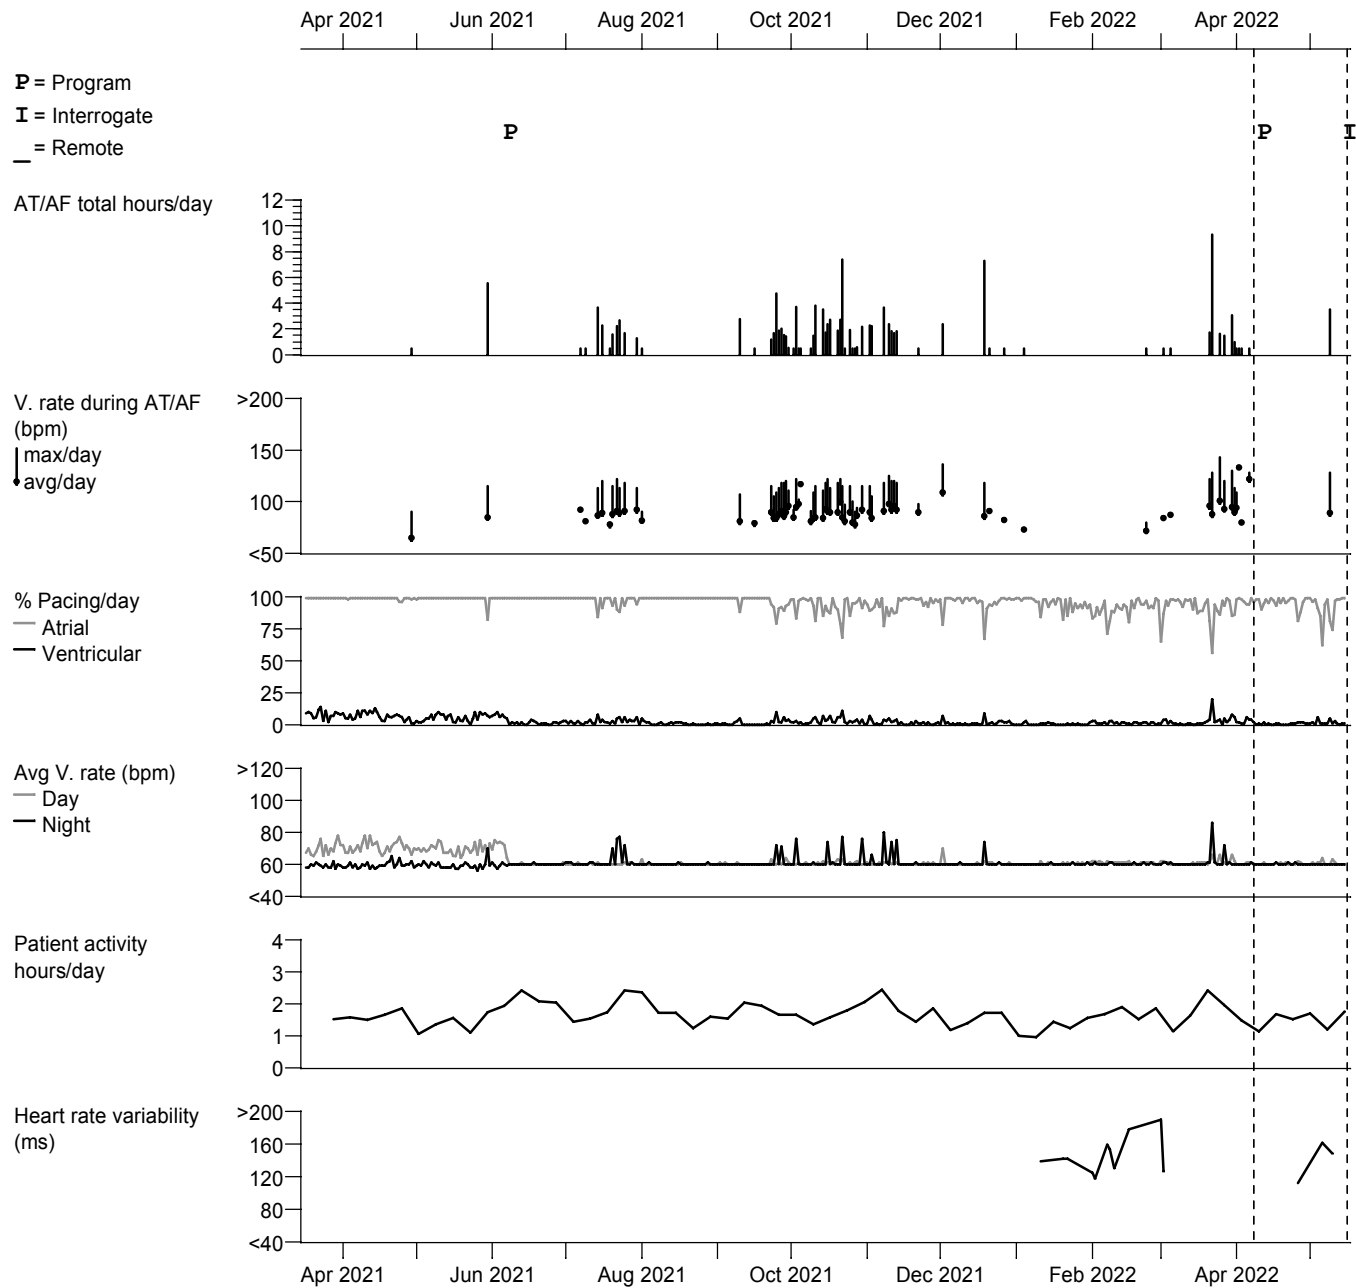 Apr 2021 Jun 2021 Aug 2021 Oct 2021 Dec 2021 Feb 2022 Apr 2022
P = Program
I = Interrogate
_ = Remote
P P I
AT/AF total hours/day
12
10
8
6
4
2
0
V. rate during AT/AF
(bpm)
max/day
avg/day
>200
150
100
<50
% Pacing/day
Atrial
Ventricular
100
75
50
25
0
Avg V. rate (bpm)
Day
Night
>120
100
80
60
<40
Patient activity
hours/day
4
3
2
1
0
Heart rate variability
(ms)
>200
160
120
80
<40
Apr 2021 Jun 2021 Aug 2021 Oct 2021 Dec 2021 Feb 2022 Apr 2022